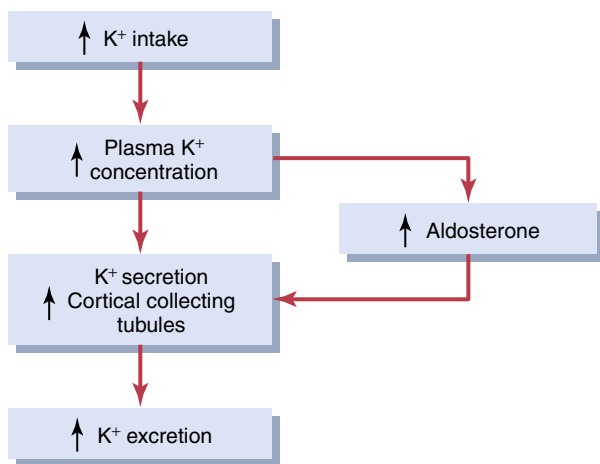 K⁺ intake
Plasma K⁺
concentration
Aldosterone
K⁺ secretion
Cortical collecting
tubules
K⁺ excretion